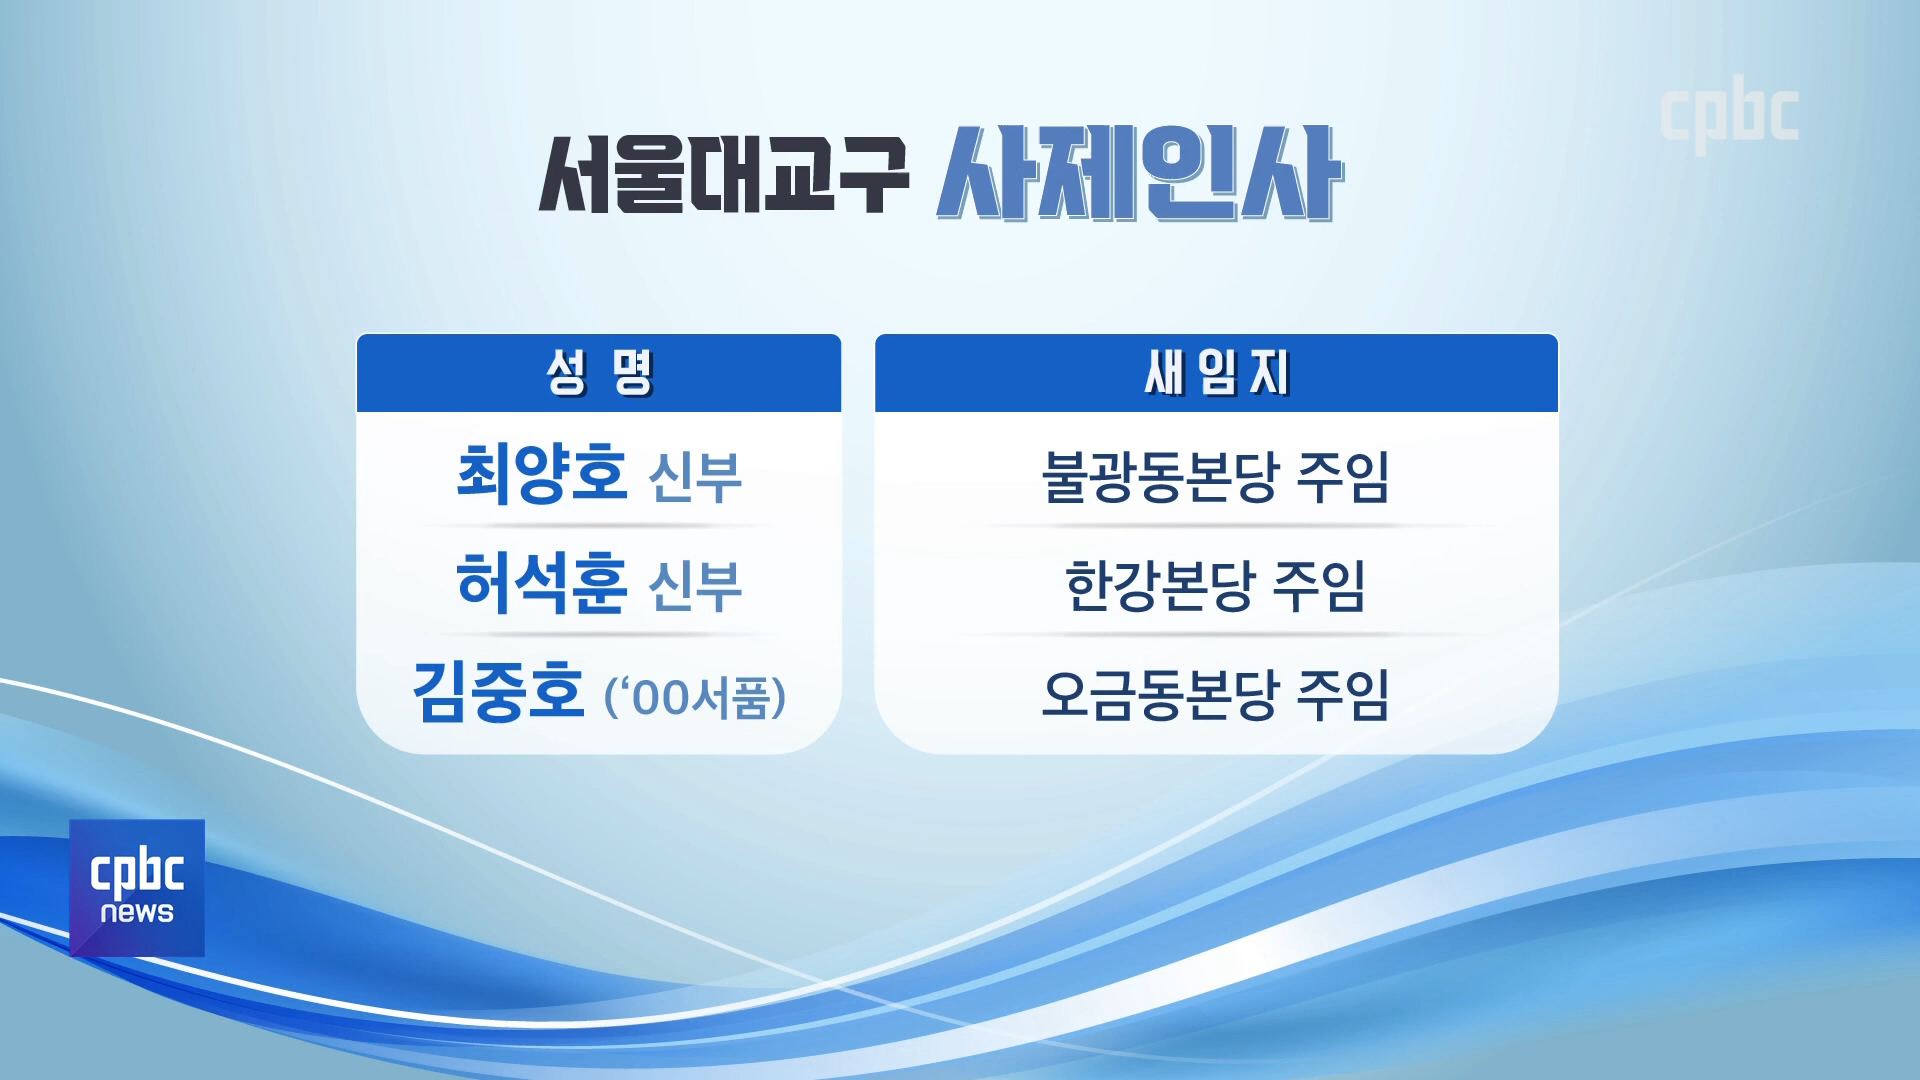 cpbc
서울대교구 사제인사
성 명 새임지
최양호 신부 불광동본당 주임
허석훈 신부 한강본당 주임
김중호 (‘00서품) 오금동본당 주임
cpbc
news